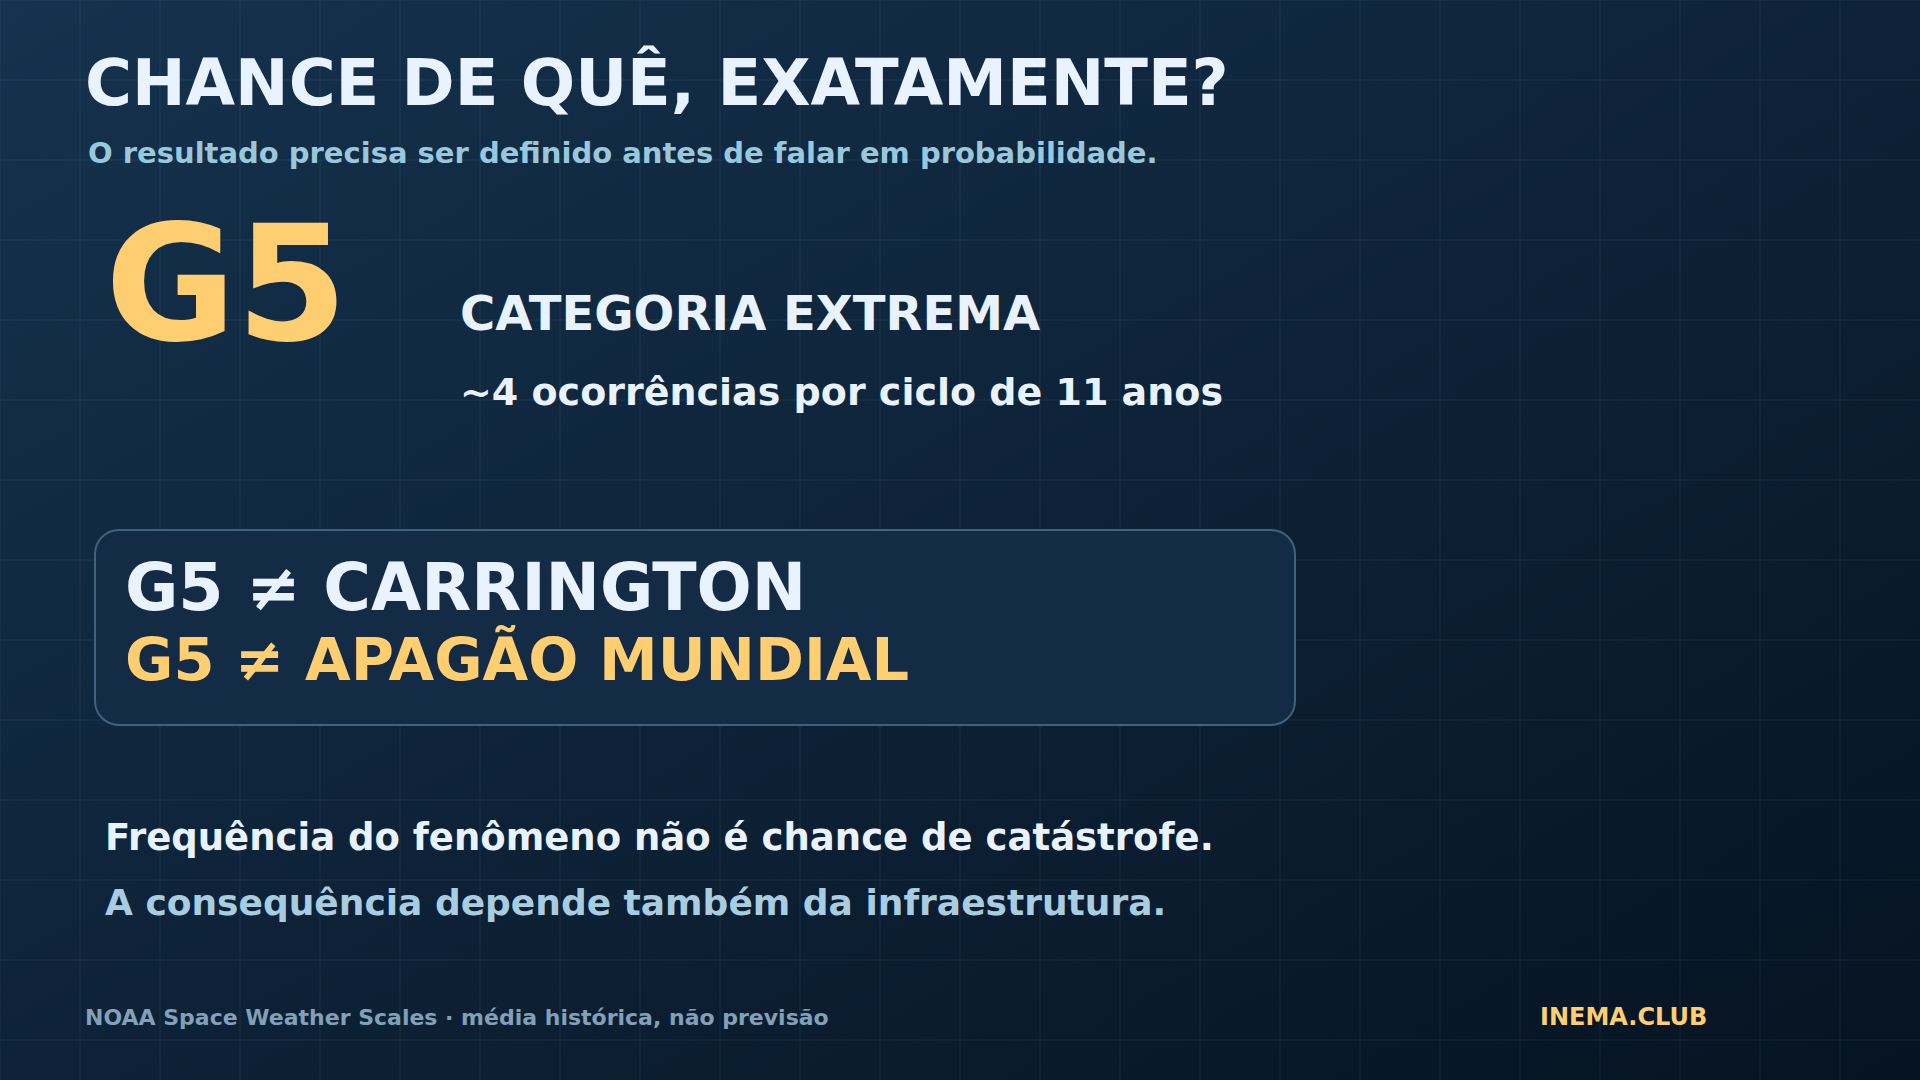 CHANCE DE QUÊ, EXATAMENTE?
O resultado precisa ser definido antes de falar em probabilidade.
G5
CATEGORIA EXTREMA
~4 ocorrências por ciclo de 11 anos
G5 ≠ CARRINGTON
G5 ≠ APAGÃO MUNDIAL
Frequência do fenômeno não é chance de catástrofe.
A consequência depende também da infraestrutura.
NOAA Space Weather Scales · média histórica, não previsão
INEMA.CLUB